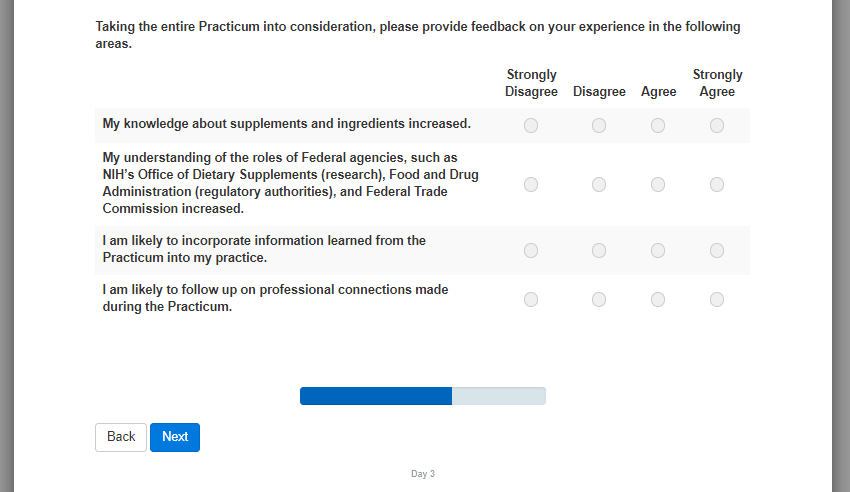 Taking the entire Practicum into consideration, please provide feedback on your experience in the following
areas.
Strongly
Disagree
Disagree
Agree
Strongly
Agree
My knowledge about supplements and ingredients increased.
My understanding of the roles of Federal agencies, such as
NIH's Office of Dietary Supplements (research), Food and Drug
Administration (regulatory authorities), and Federal Trade
Commission increased.
I am likely to incorporate information learned from the
Practicum into my practice.
I am likely to follow up on professional connections made
during the Practicum.
Back
Next
Day 3